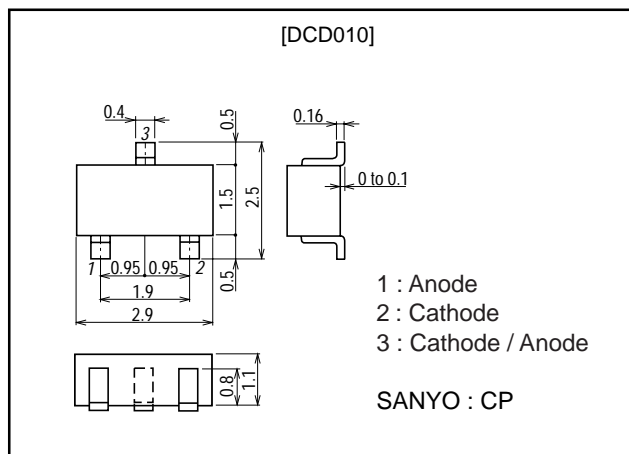 [DCD010]
0.4
3
0.5
0.16
0 to 0.1
1.5
2.5
1
0.95
0.95
2
0.5
1.9
2.9
1 : Anode
2 : Cathode
3 : Cathode / Anode
0.8
1.1
SANYO : CP